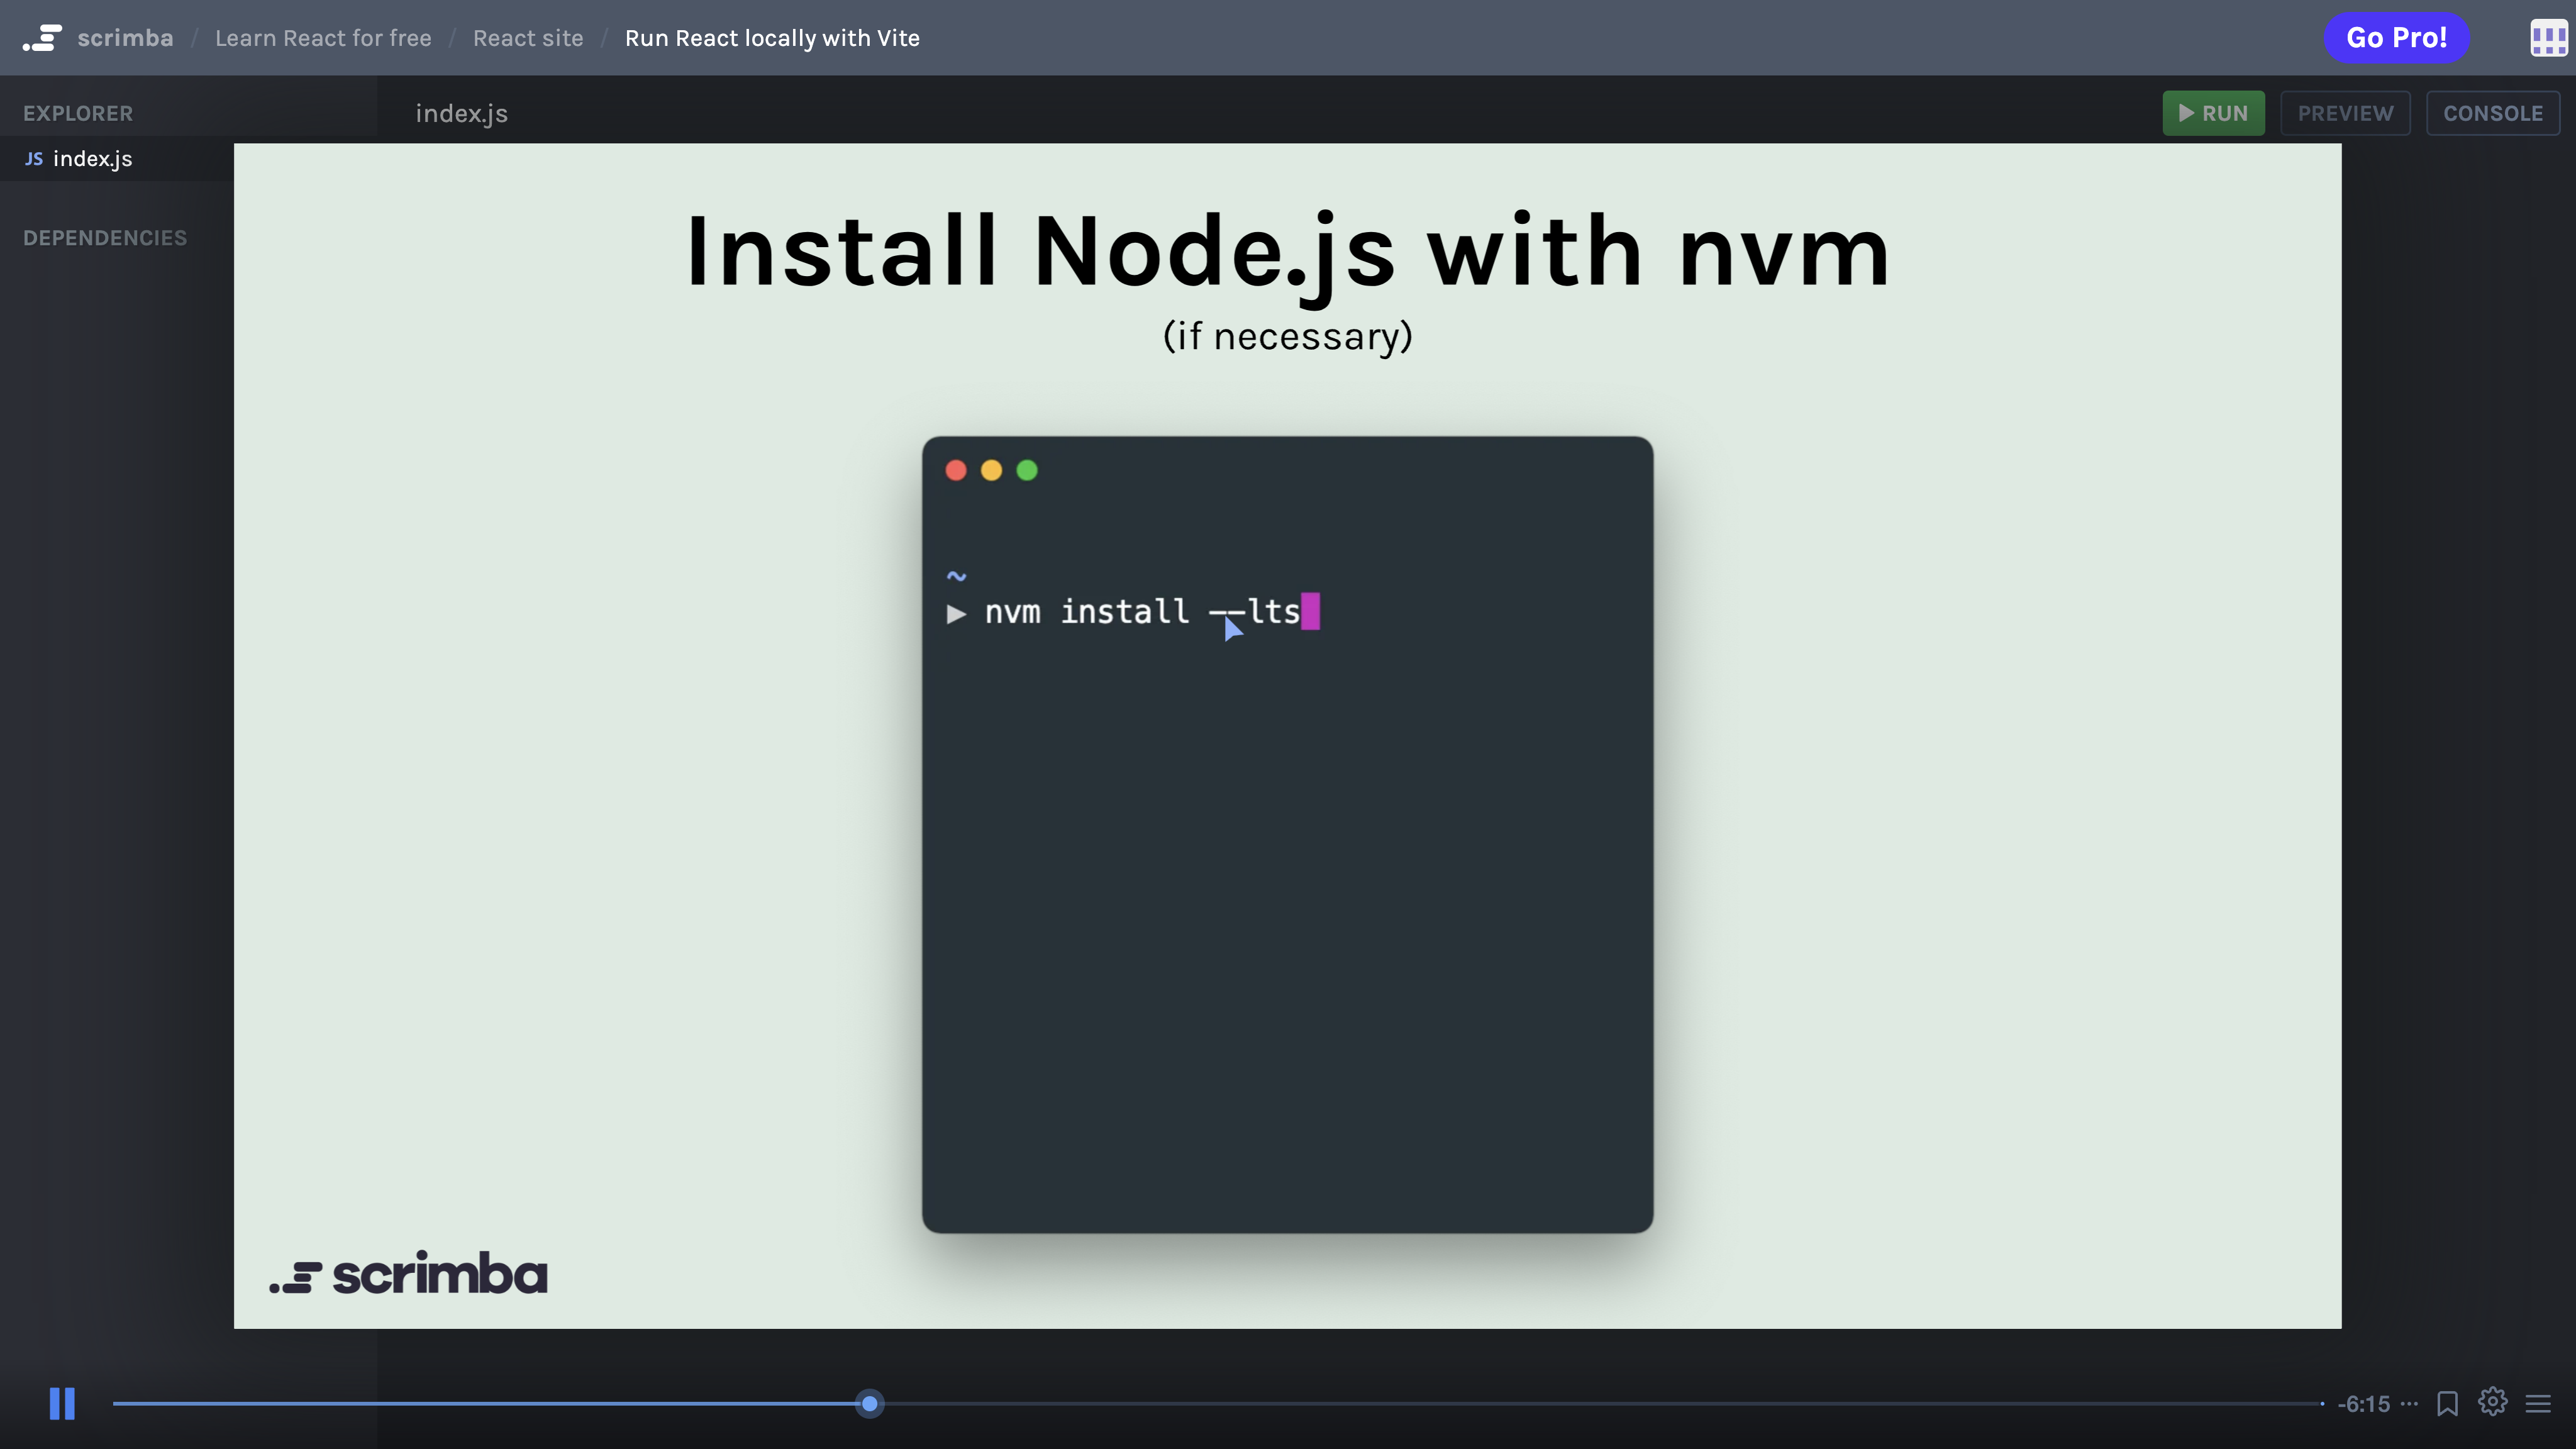 scrimba / Learn React for free / React site / Run React locally with Vite
Go Pro!
EXPLORER
index.js
RUN
PREVIEW
CONSOLE
JS index.js
DEPENDENCIES
Install Node.js with nvm
(if necessary)
~
nvm install --lts
scrimba
-6:15